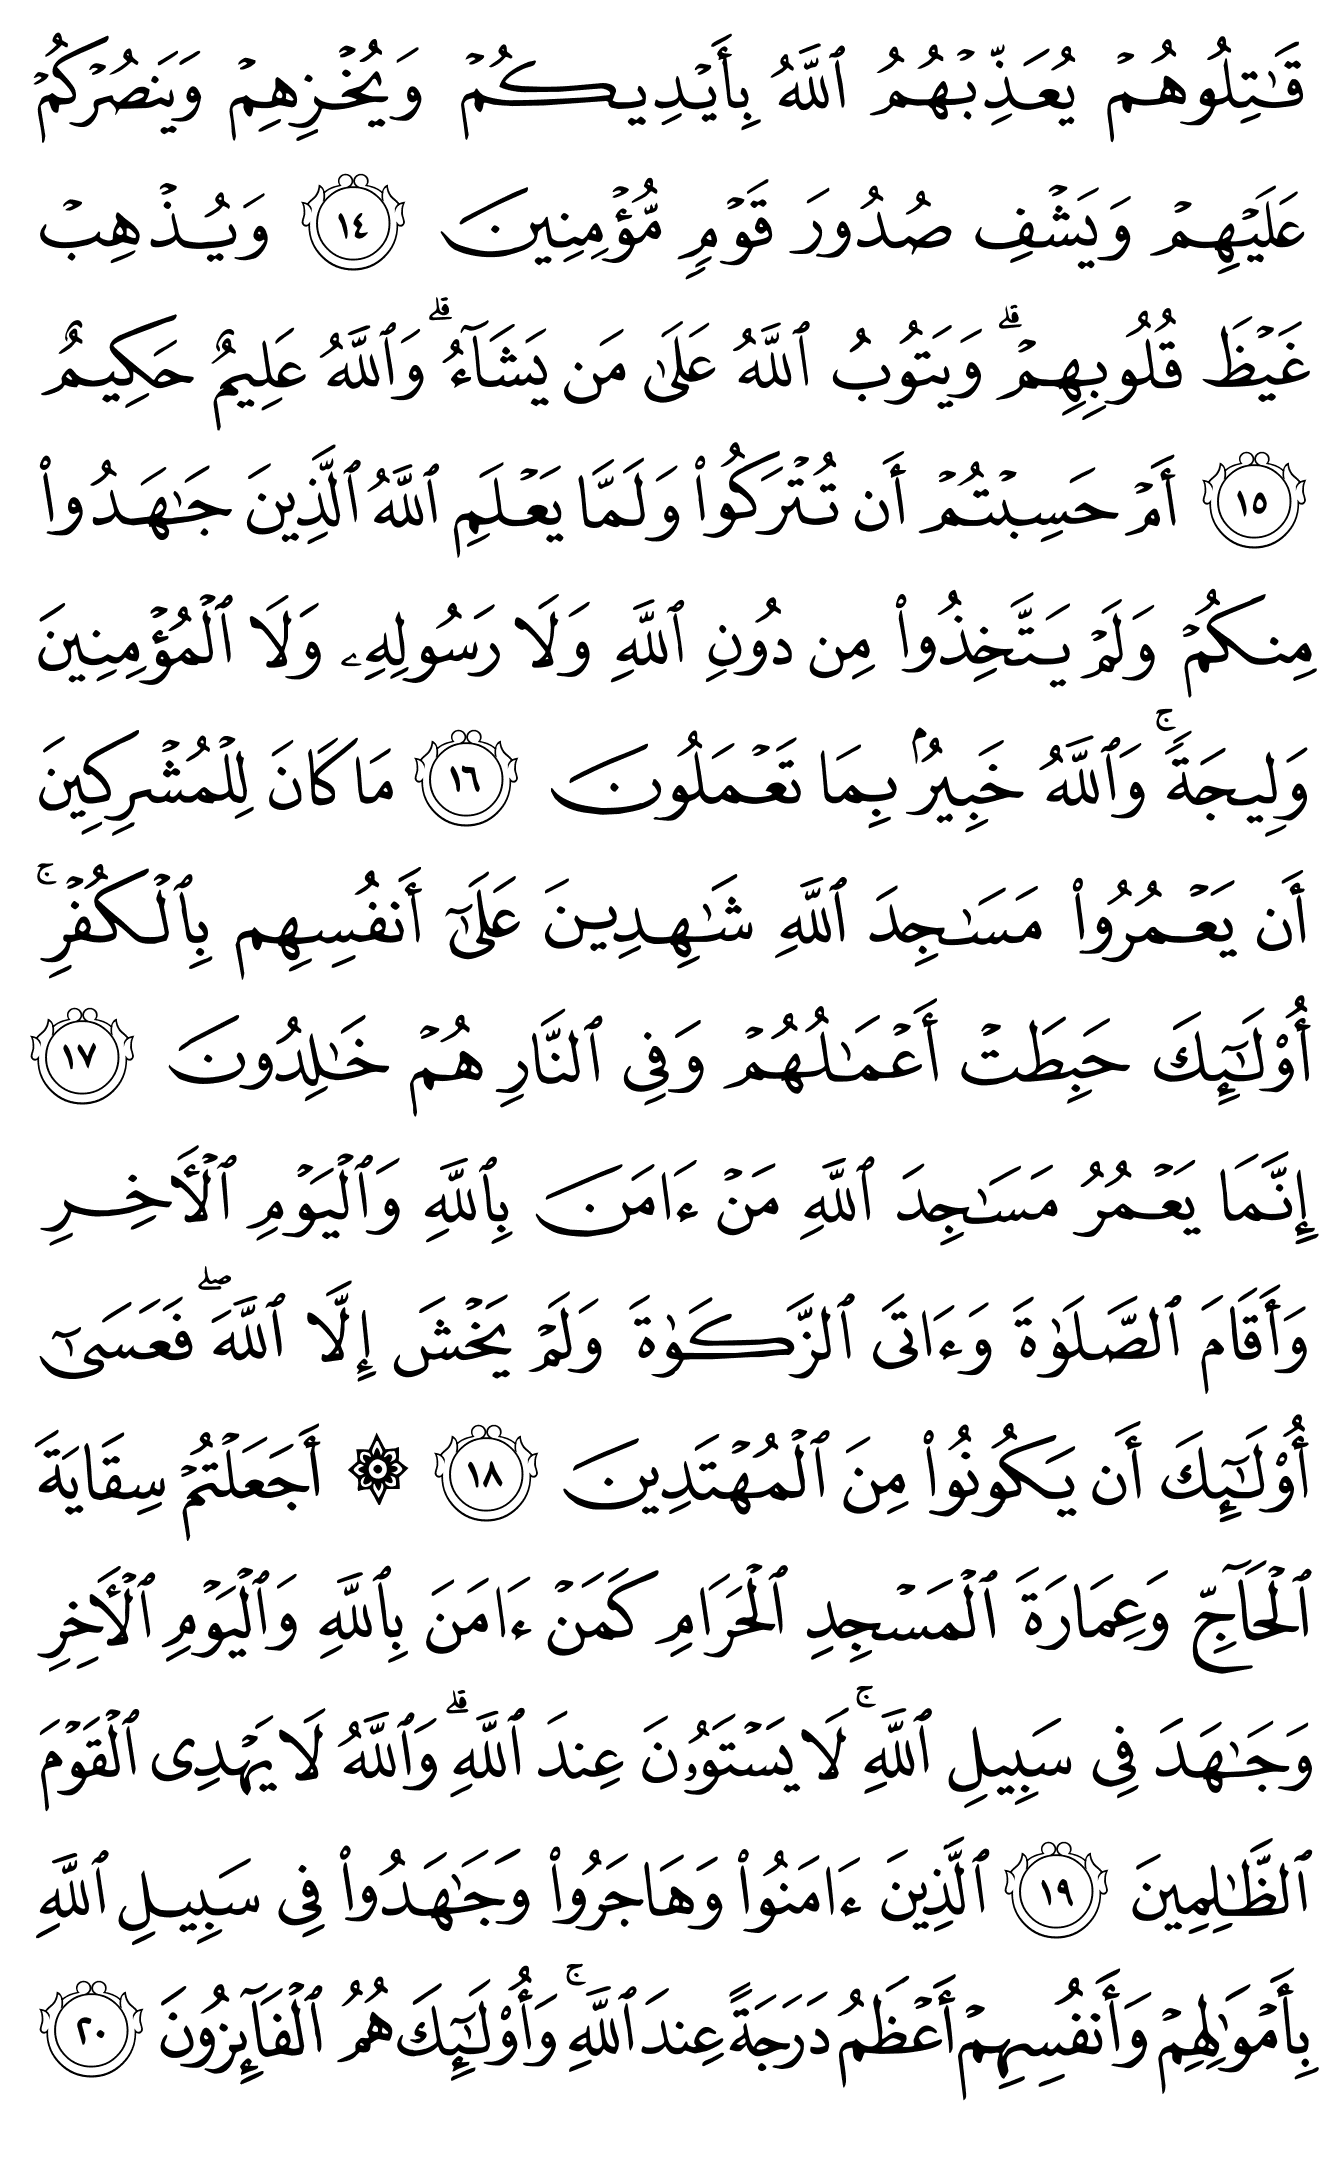 قَٰتِلُوهُمۡ يُعَذِّبۡهُمُ ٱللَّهُ بِأَيۡدِيكُمۡ وَيُخۡزِهِمۡ وَيَنصُرۡكُمۡ
عَلَيۡهِمۡ وَيَشۡفِ صُدُورَ قَوۡمٖ مُّؤۡمِنِينَ ١٤ وَيُذۡهِبۡ
غَيۡظَ قُلُوبِهِمۡۗ وَيَتُوبُ ٱللَّهُ عَلَىٰ مَن يَشَآءُۗ وَٱللَّهُ عَلِيمٌ حَكِيمٌ
١٥ أَمۡ حَسِبۡتُمۡ أَن تُتۡرَكُواْ وَلَمَّا يَعۡلَمِ ٱللَّهُ ٱلَّذِينَ جَٰهَدُواْ
مِنكُمۡ وَلَمۡ يَتَّخِذُواْ مِن دُونِ ٱللَّهِ وَلَا رَسُولِهِۦ وَلَا ٱلۡمُؤۡمِنِينَ
وَلِيجَةٗۚ وَٱللَّهُ خَبِيرُۢ بِمَا تَعۡمَلُونَ ١٦ مَا كَانَ لِلۡمُشۡرِكِينَ
أَن يَعۡمُرُواْ مَسَٰجِدَ ٱللَّهِ شَٰهِدِينَ عَلَىٰٓ أَنفُسِهِم بِٱلۡكُفۡرِۚ
أُوْلَٰٓئِكَ حَبِطَتۡ أَعۡمَٰلُهُمۡ وَفِي ٱلنَّارِ هُمۡ خَٰلِدُونَ ١٧
إِنَّمَا يَعۡمُرُ مَسَٰجِدَ ٱللَّهِ مَنۡ ءَامَنَ بِٱللَّهِ وَٱلۡيَوۡمِ ٱلۡأٓخِرِ
وَأَقَامَ ٱلصَّلَوٰةَ وَءَاتَى ٱلزَّكَوٰةَ وَلَمۡ يَخۡشَ إِلَّا ٱللَّهَۖ فَعَسَىٰٓ
أُوْلَٰٓئِكَ أَن يَكُونُواْ مِنَ ٱلۡمُهۡتَدِينَ ١٨ ۞ أَجَعَلۡتُمۡ سِقَايَةَ
ٱلۡحَآجِّ وَعِمَارَةَ ٱلۡمَسۡجِدِ ٱلۡحَرَامِ كَمَنۡ ءَامَنَ بِٱللَّهِ وَٱلۡيَوۡمِ ٱلۡأٓخِرِ
وَجَٰهَدَ فِي سَبِيلِ ٱللَّهِۚ لَا يَسۡتَوُۥنَ عِندَ ٱللَّهِۗ وَٱللَّهُ لَا يَهۡدِي ٱلۡقَوۡمَ
ٱلظَّٰلِمِينَ ١٩ ٱلَّذِينَ ءَامَنُواْ وَهَاجَرُواْ وَجَٰهَدُواْ فِي سَبِيلِ ٱللَّهِ
بِأَمۡوَٰلِهِمۡ وَأَنفُسِهِمۡ أَعۡظَمُ دَرَجَةً عِندَ ٱللَّهِۚ وَأُوْلَٰٓئِكَ هُمُ ٱلۡفَآئِزُونَ ٢٠